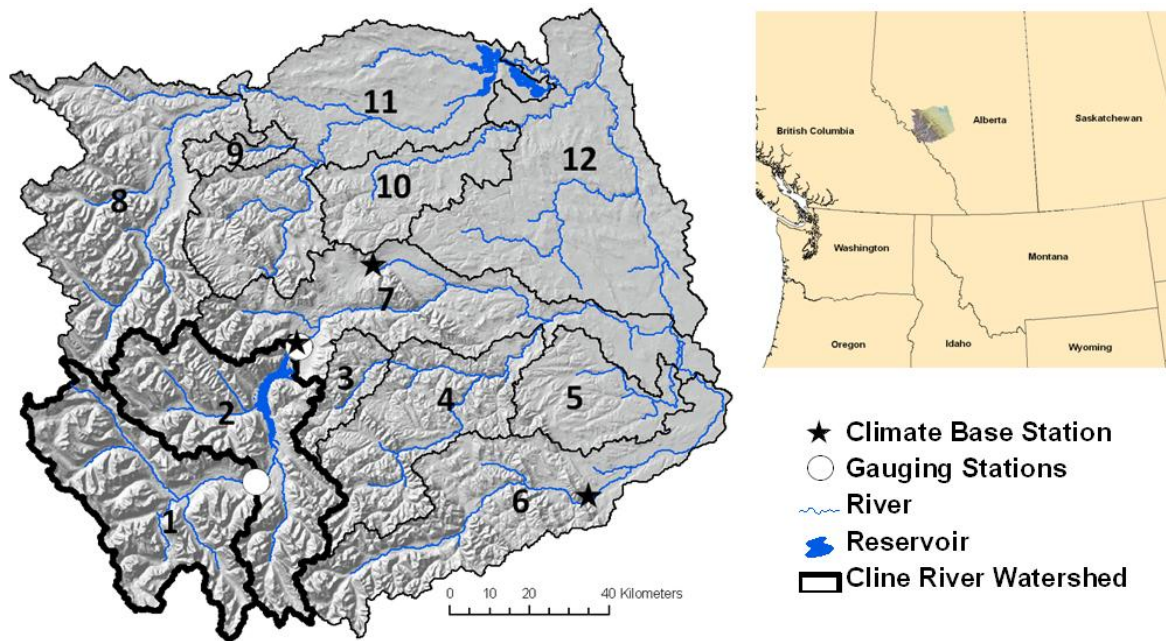 11
12
9
10
8
7
3
2
4
5
6
1
0 10 20 40 Kilometers
British Columbia
Alberta
Saskatchewan
Washington
Montana
Oregon
Idaho
Wyoming
Climate Base Station
Gauging Stations
River
Reservoir
Cline River Watershed